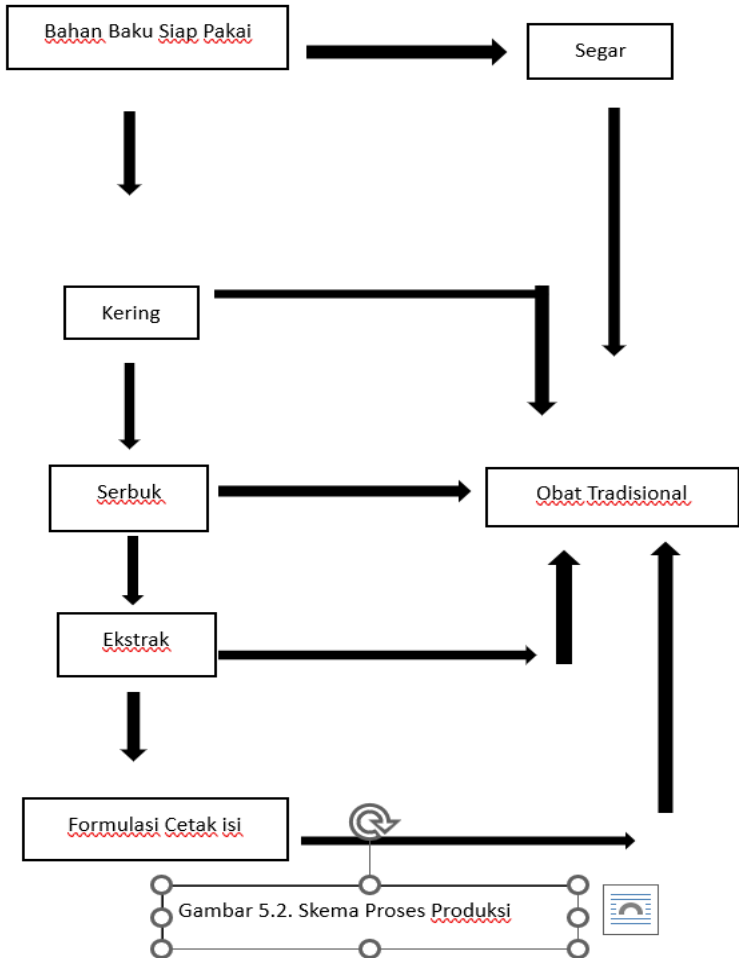 Bahan Baku Siap Pakai
Segar
Kering
Serbuk
Obat Tradisional
Ekstrak
Formulasi Cetak isi
Gambar 5.2. Skema Proses Produksi